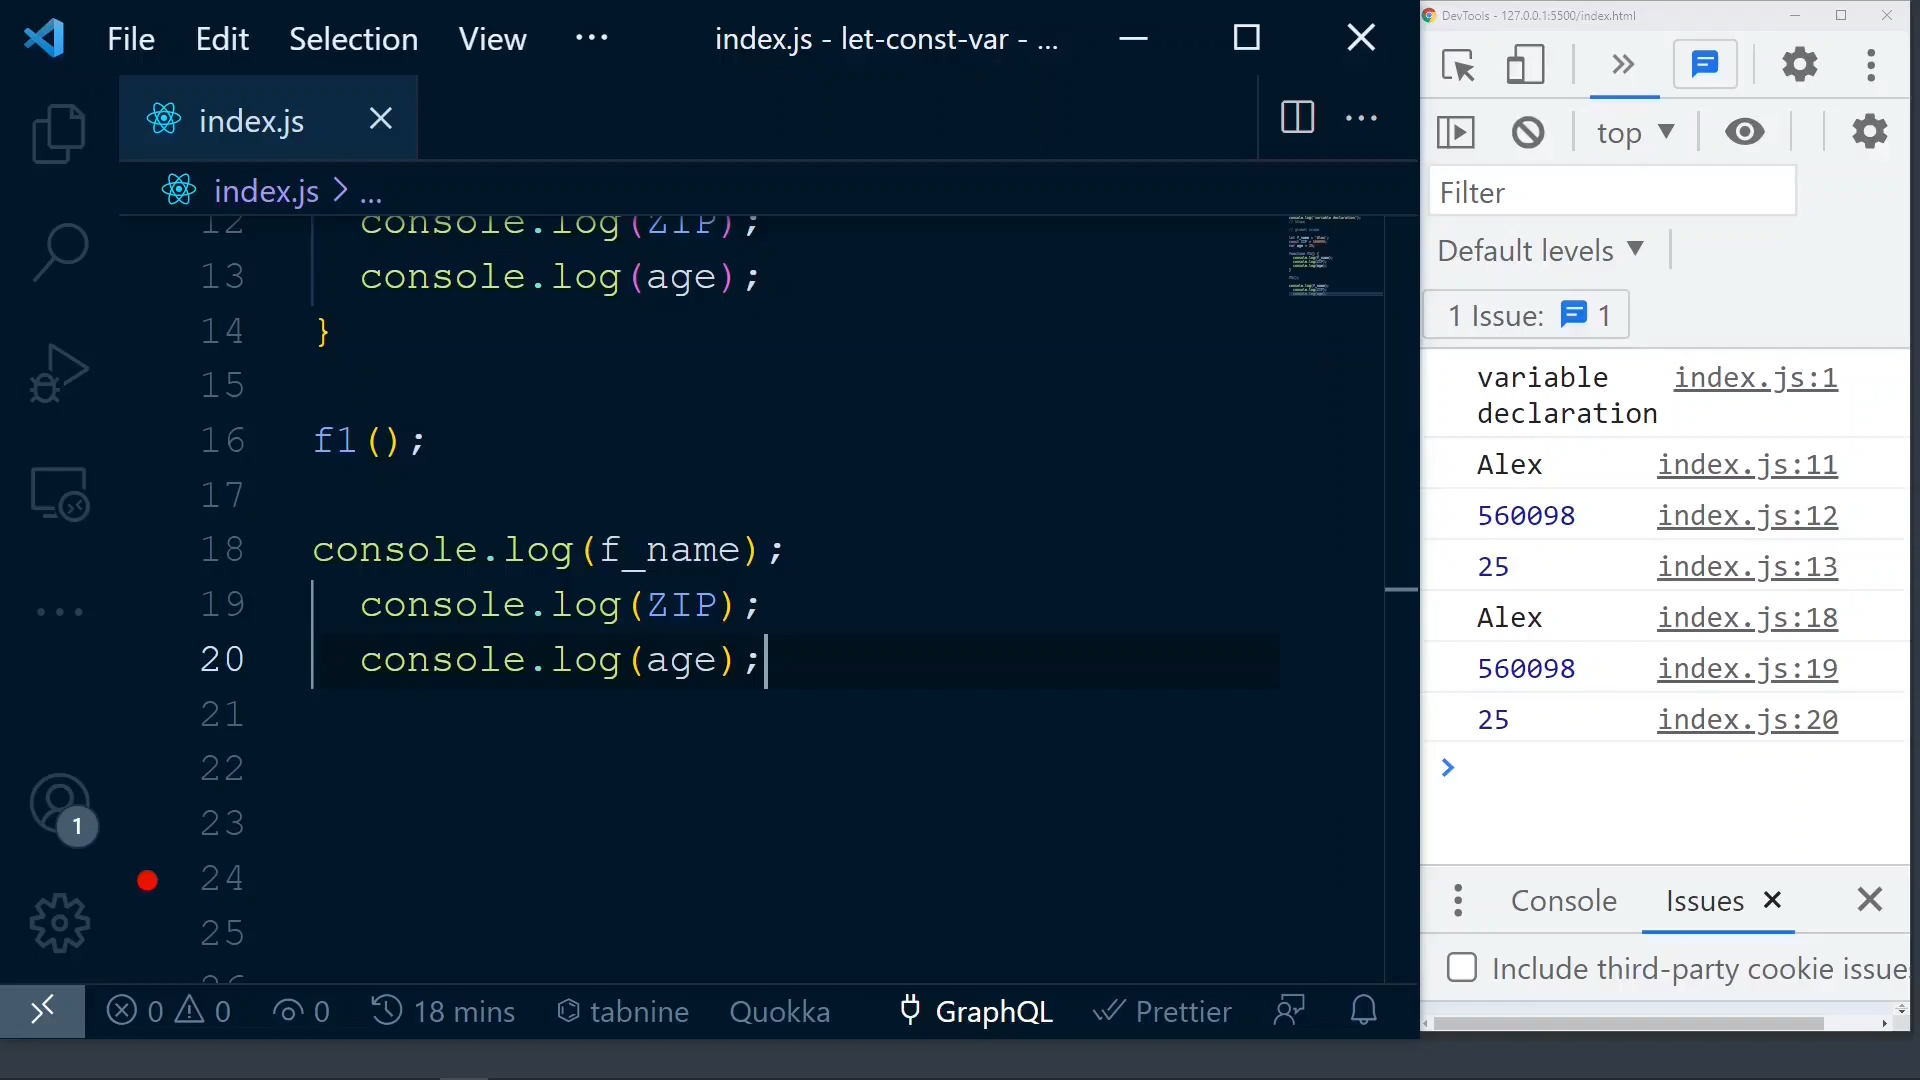 File Edit Selection View ··· index.js - let-const-var - ...
index.js
index.js > ...
12 console.log(ZIP);
13 console.log(age);
14 }
15
16 f1();
17
18 console.log(f_name);
19 console.log(ZIP);
20 console.log(age);
21
22
23
24
25
26
1
0 0 0 18 mins tabnine Quokka GraphQL Prettier
DevTools - 127.0.0.1:5500/index.html
top
Filter
Default levels
1 Issue: 1
variable declaration index.js:1
Alex index.js:11
560098 index.js:12
25 index.js:13
Alex index.js:18
560098 index.js:19
25 index.js:20
>
Console Issues
Include third-party cookie issue